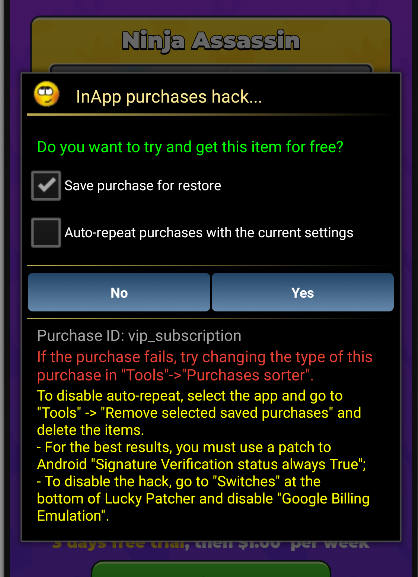 Ninja Assassin
InApp purchases hack...
Do you want to try and get this item for free?
Save purchase for restore
Auto-repeat purchases with the current settings
No
Yes
Purchase ID: vip_subscription
If the purchase fails, try changing the type of this
purchase in "Tools"->"Purchases sorter".
To disable auto-repeat, select the app and go to
"Tools" -> "Remove selected saved purchases" and
delete the items.
- For the best results, you must use a patch to
Android "Signature Verification status always True";
- To disable the hack, go to "Switches" at the
bottom of Lucky Patcher and disable "Google Billing
Emulation".
3 days free trial, then $1.00 per week